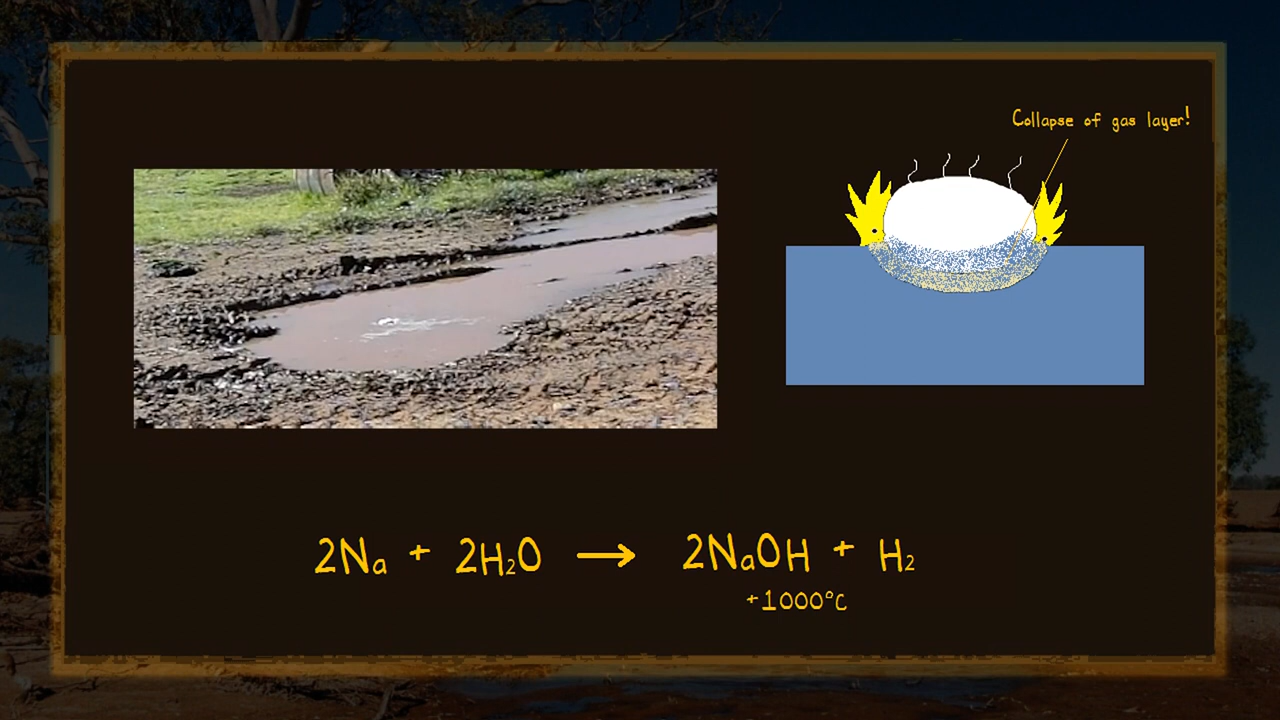 Collapse of gas layer!
2Na + 2H₂O → 2NaOH + H₂
+1000°C